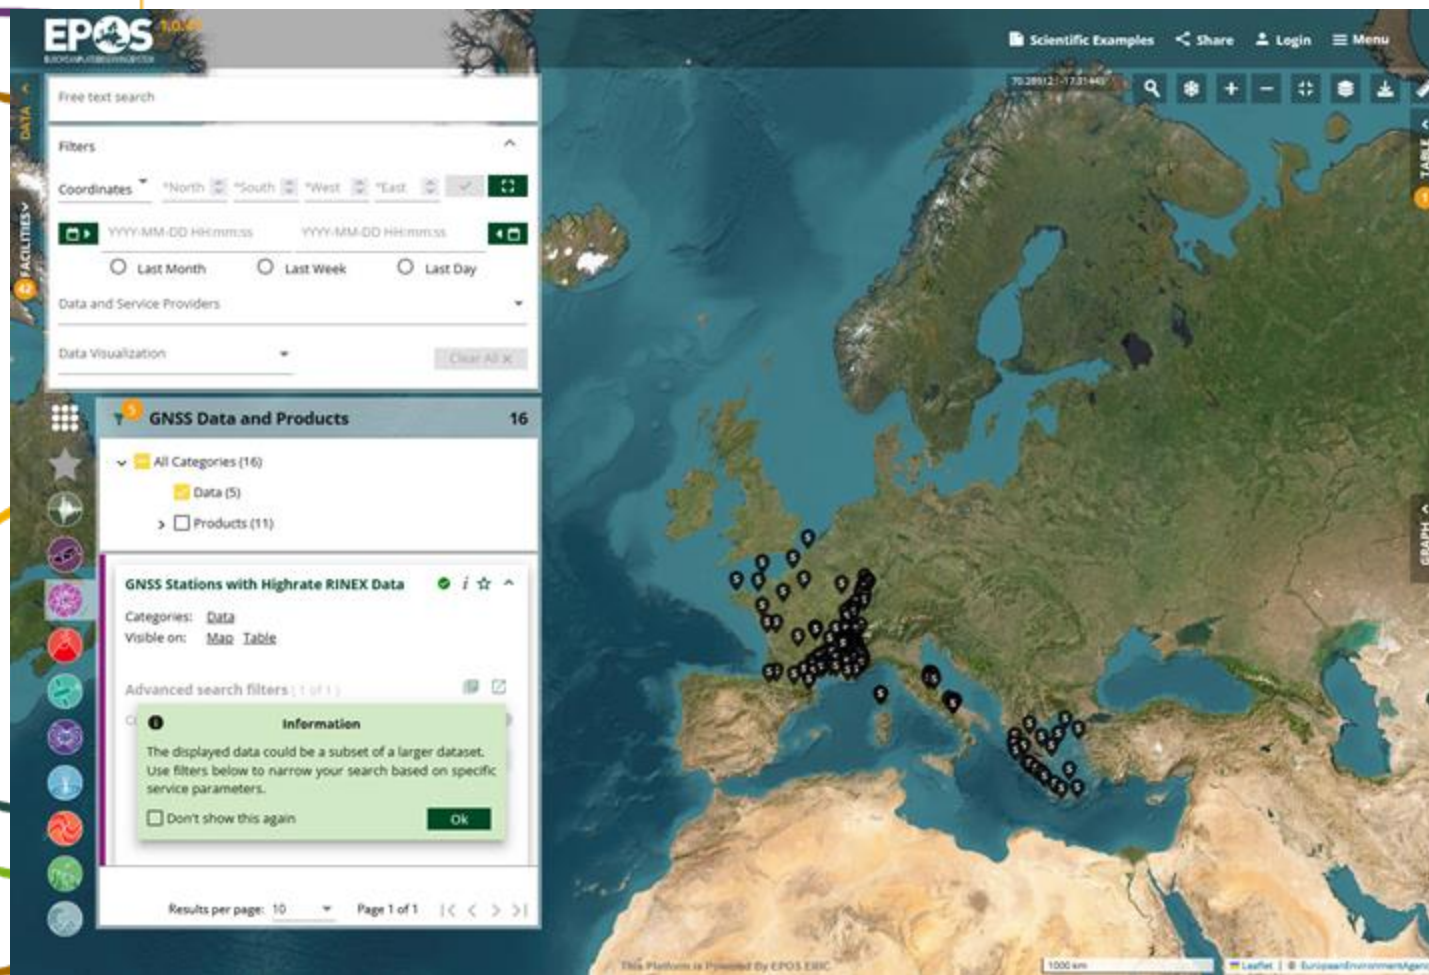 EPOS
Scientific Examples Share Login Menu
Free text search
DATA
Filters
Coordinates *North *South *West *East
TABLE
FACILITIES
YYYY-MM-DD HH:mm:ss YYYY-MM-DD HH:mm:ss
Last Month Last Week Last Day
42
Data and Service Providers
Data Visualization Clear All X
5
GNSS Data and Products 16
All Categories (16)
Data (5)
Products (11)
GRAPH
GNSS Stations with Highrate RINEX Data
Categories: Data
Visible on: Map Table
Advanced search filters (1 of 1)
Information
The displayed data could be a subset of a larger dataset.
Use filters below to narrow your search based on specific
service parameters.
Don't show this again Ok
Results per page: 10 Page 1 of 1
This Platform is Powered By EPOS ERIC
1000 km
Leaflet | © EuropeanEnvironmentAgenc